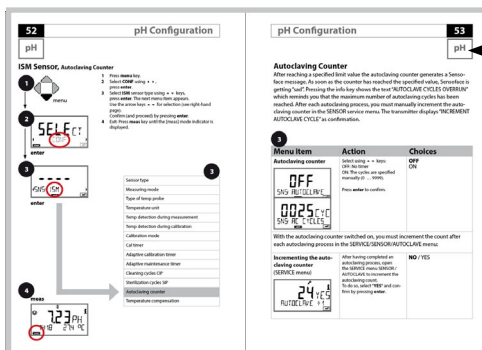 52
pH Configuration
pH
ISM Sensor, Autoclaving Counter
1 Press menu key.
2 Select CONF using
press enter.
3 Select ISM sensor type using keys,
press enter. The next menu item appears.
Use the arrow keys for selection (see right-hand
page).
Confirm (and proceed) by pressing enter.
4 Exit: Press meas key until the [meas] mode indicator is
displayed.
1
menu
2
SELECT
enter
3
SNS ISM
enter
3
Sensor type
Measuring mode
Type of temp probe
Temperature unit
Temp detection during measurement
Temp detection during calibration
Calibration mode
Cal timer
Adaptive calibration timer
Adaptive maintenance timer
Cleaning cycles CIP
Sterilization cycles SIP
Autoclaving counter
Temperature compensation
4
meas
7.23 PH
pH Configuration
53
pH
Autoclaving Counter
After reaching a specified limit value the autoclaving counter generates a Senso-
face message. As soon as the counter has reached the specified value, Sensoface is
getting "sad". Pressing the info key shows the text "AUTOCLAVE CYCLES OVERRUN"
which reminds you that the maximum number of autoclaving cycles has been
reached. After each autoclaving process, you must manually increment the auto-
claving counter in the SERVICE sensor menu. The transmitter displays "INCREMENT
AUTOCLAVE CYCLE" as confirmation.
3
Menu item Action Choices
Autoclaving counter
Select using keys:
OFF: No timer
ON: The cycles are specified
manually (0 ... 9999).
Press enter to confirm.
OFF
ON
OFF
SNS AUTOCLAVE
0025 CYC
SNS AC CYCLES
With the autoclaving counter switched on, you must increment the count after
each autoclaving process in the SERVICE/SENSOR/AUTOCLAVE menu:
Incrementing the auto-
claving counter
(SERVICE menu)
After having completed an
autoclaving process, open
the SERVICE menu SENSOR /
AUTOCLAVE to increment the
autoclaving count.
To do so, select "YES" and con-
firm by pressing enter.
NO / YES
24 YES
AUTOCLAVE +1